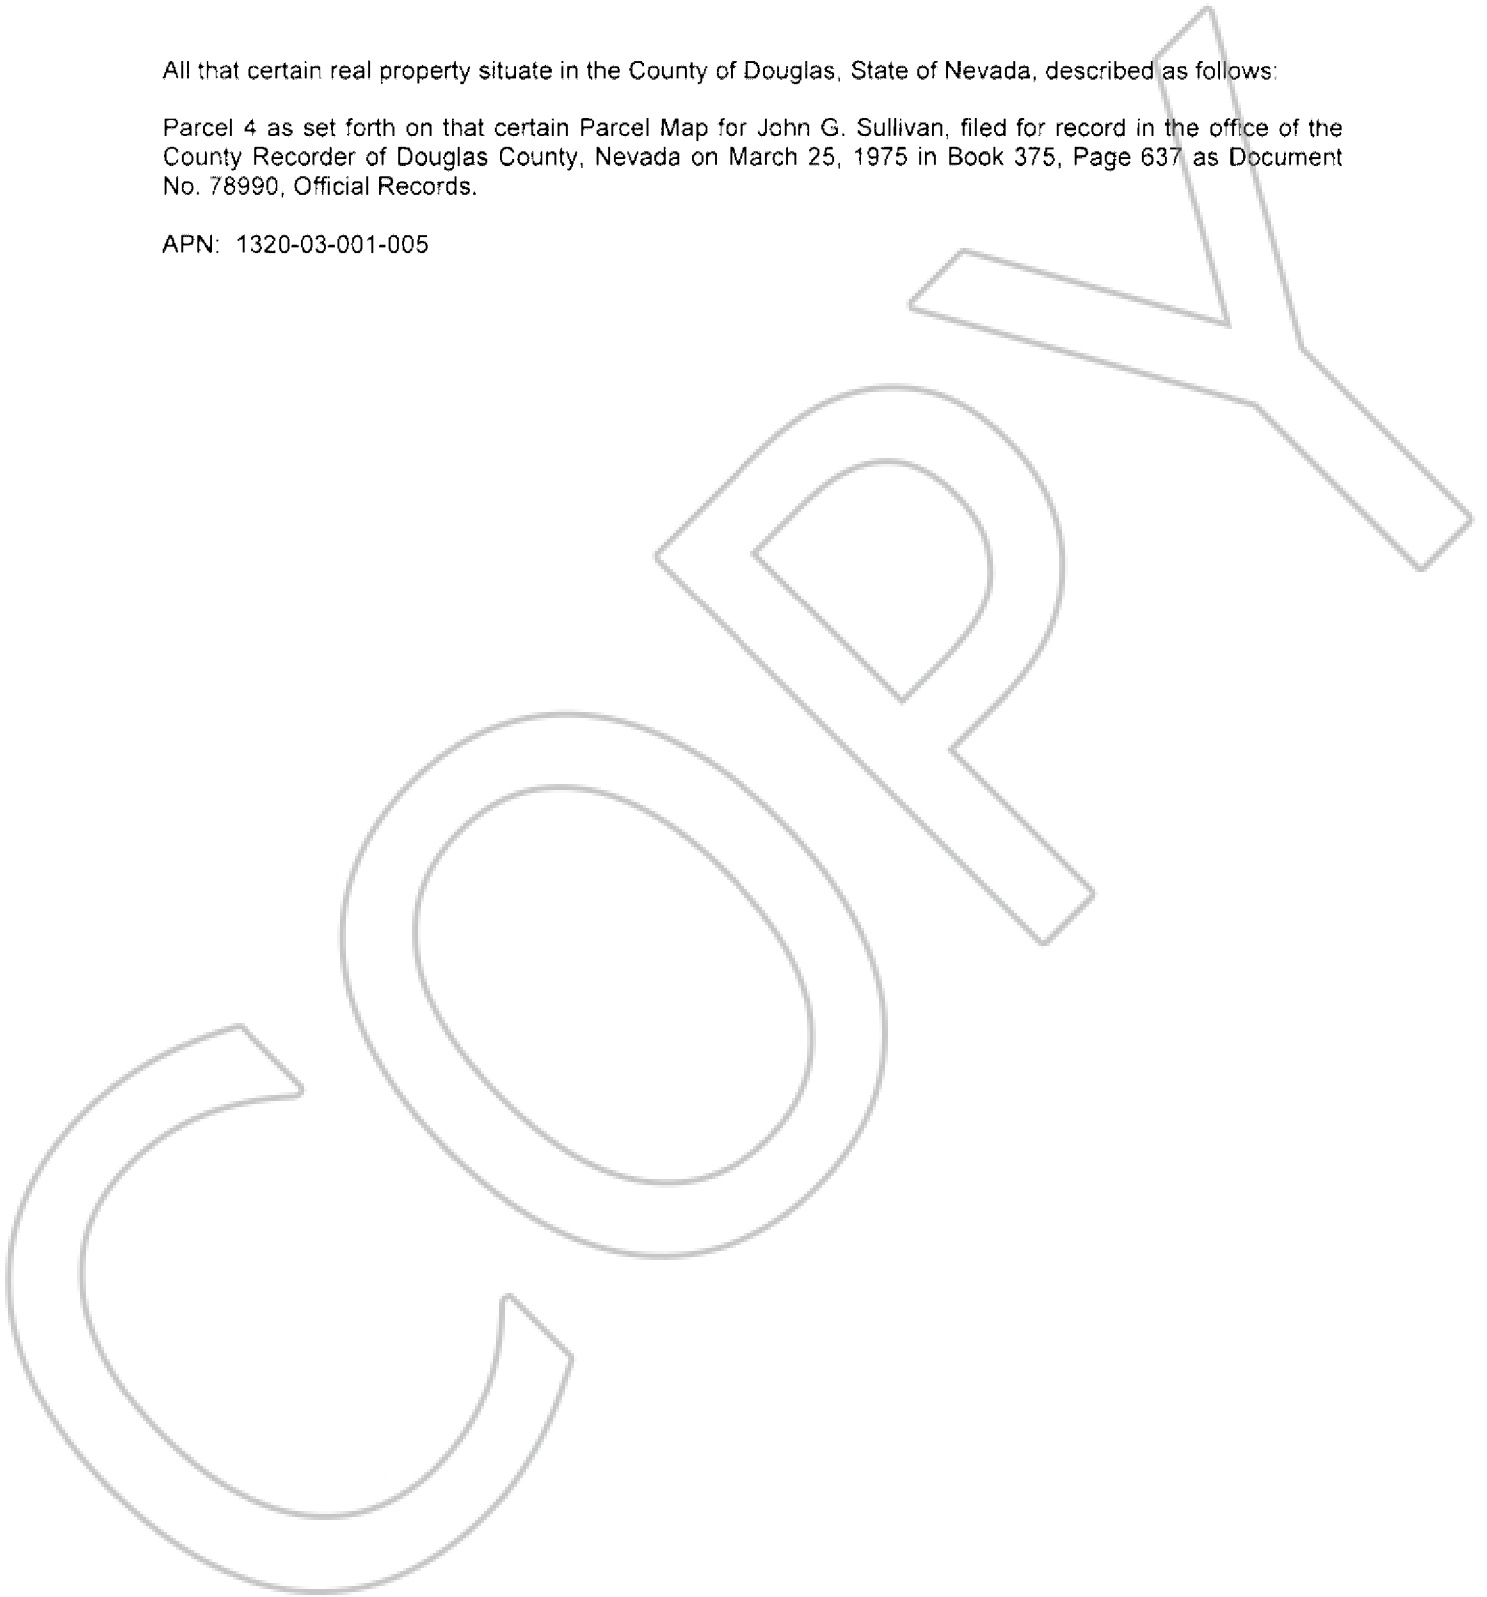 All that certain real property situate in the County of Douglas, State of Nevada, described as follows:
Parcel 4 as set forth on that certain Parcel Map for John G. Sullivan, filed for record in the office of the
County Recorder of Douglas County, Nevada on March 25, 1975 in Book 375, Page 637 as Document
No. 78990, Official Records.
APN: 1320-03-001-005
COPY